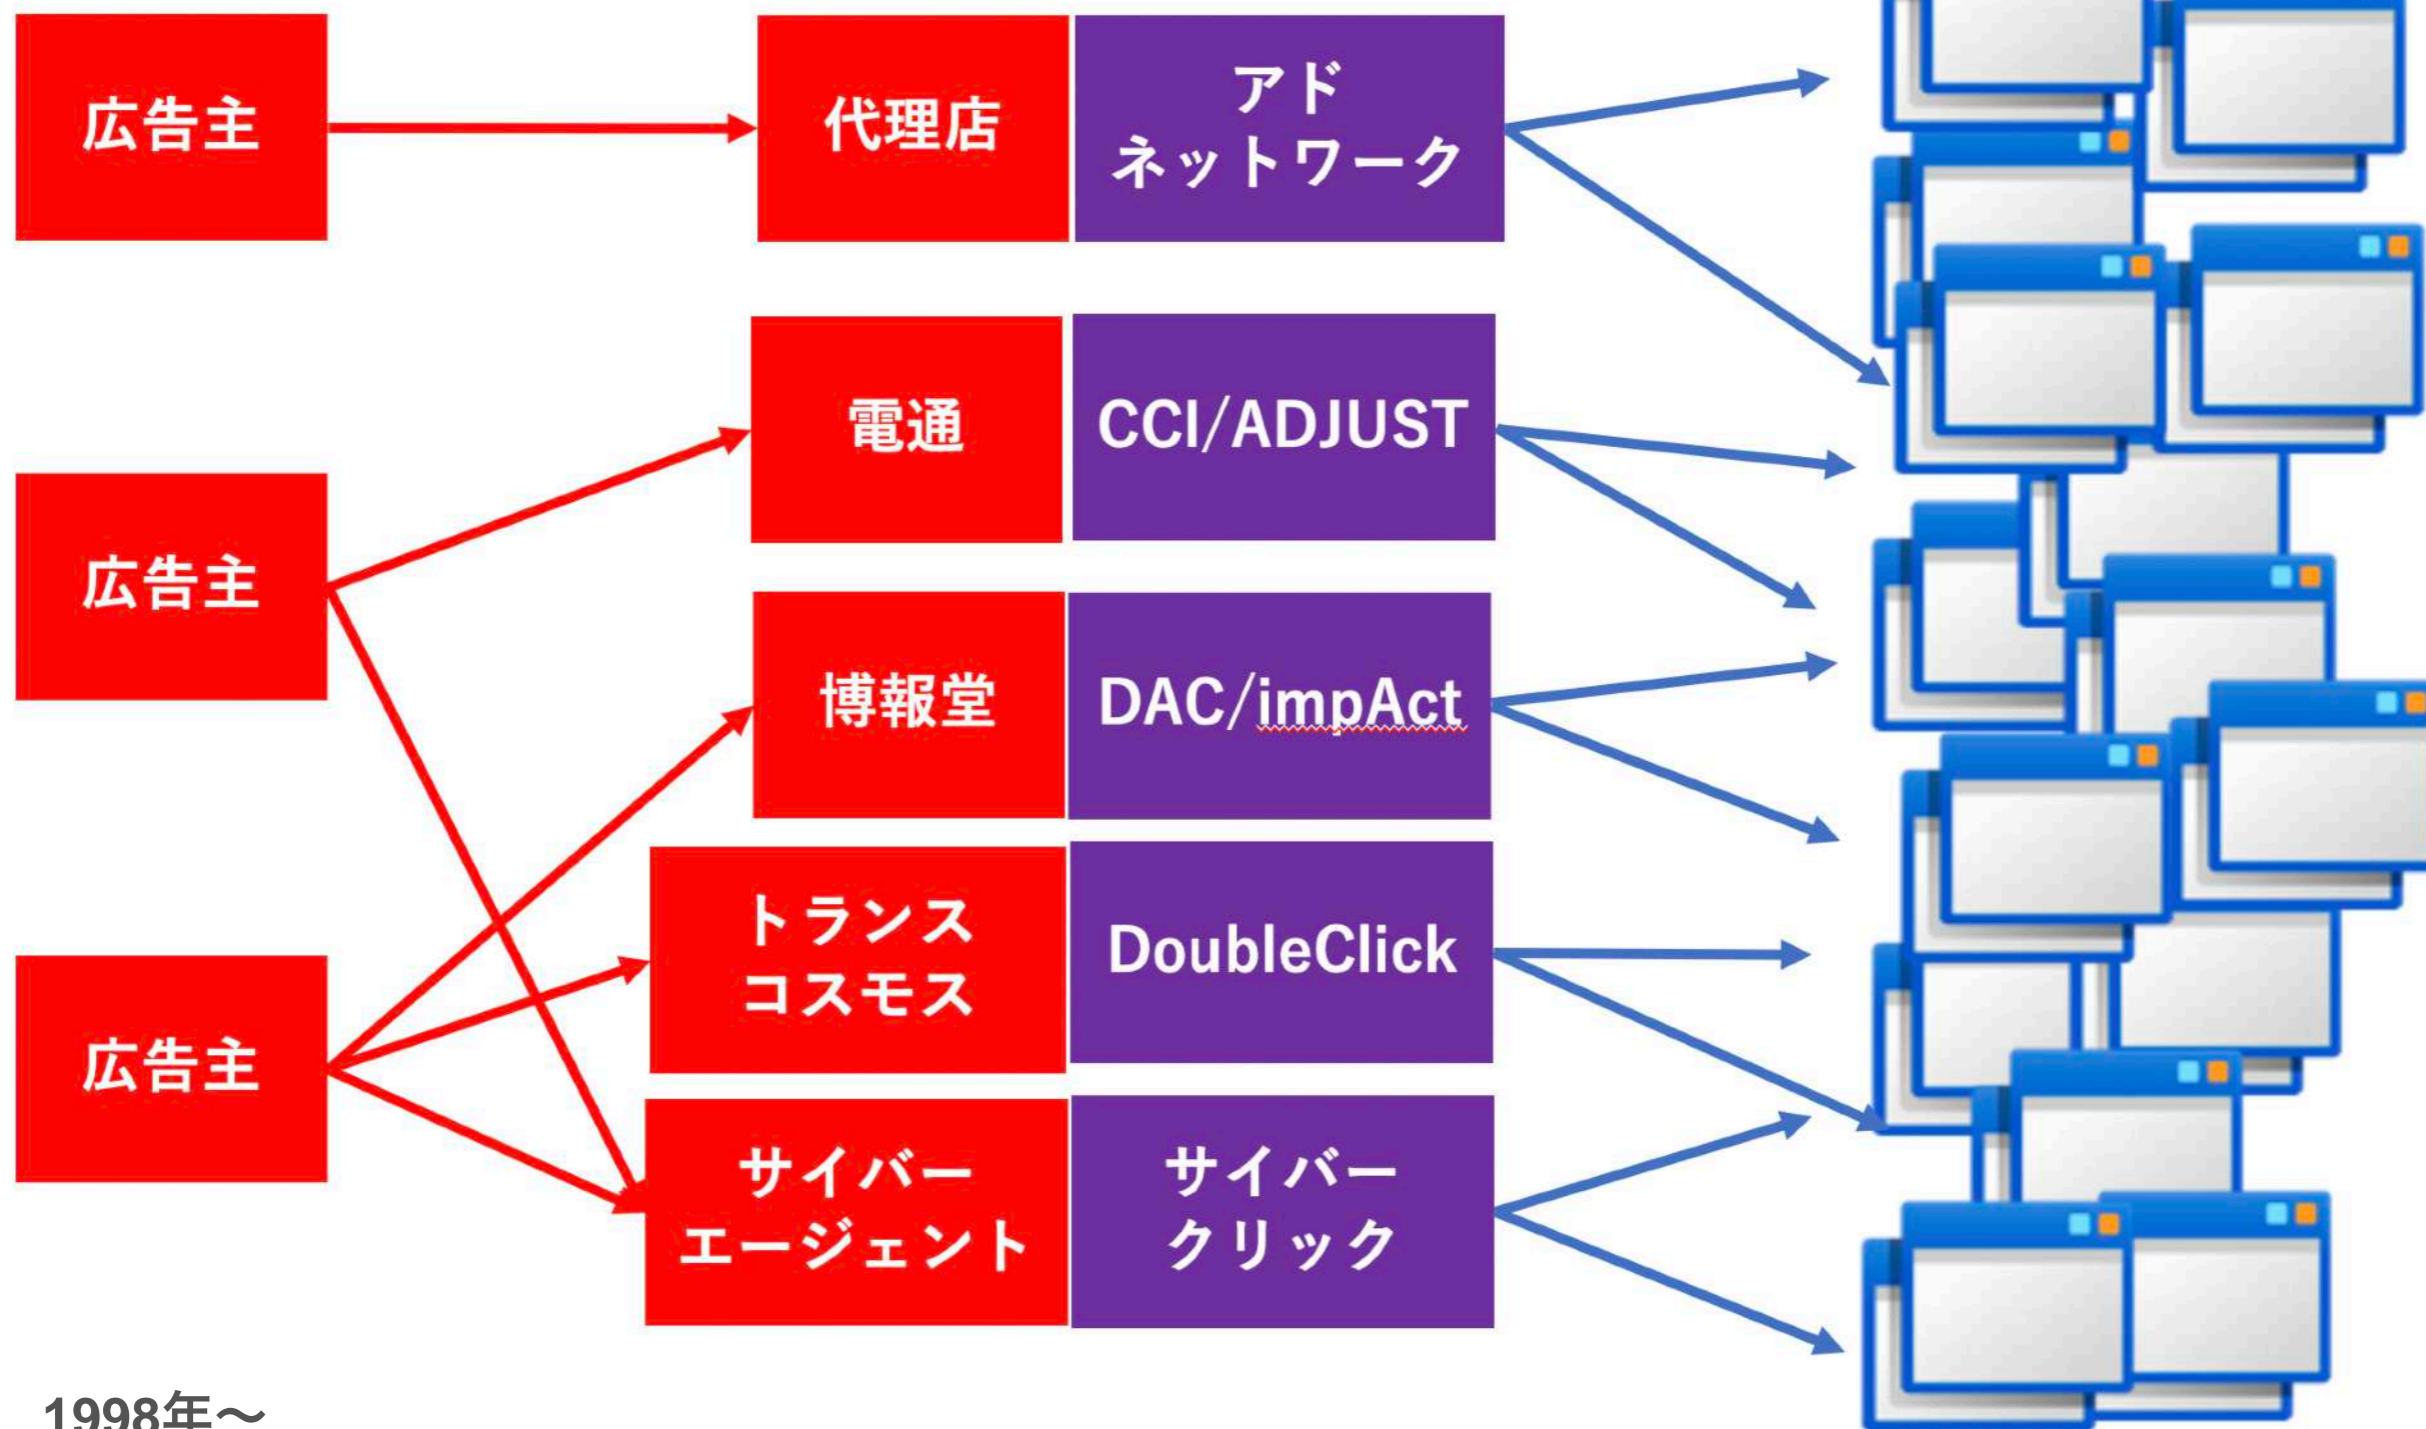 広告主
代理店
アド
ネットワーク
広告主
電通
CCI/ADJUST
博報堂
DAC/impAct
広告主
トランス
コスモス
DoubleClick
サイバー
エージェント
サイバー
クリック
1998年～